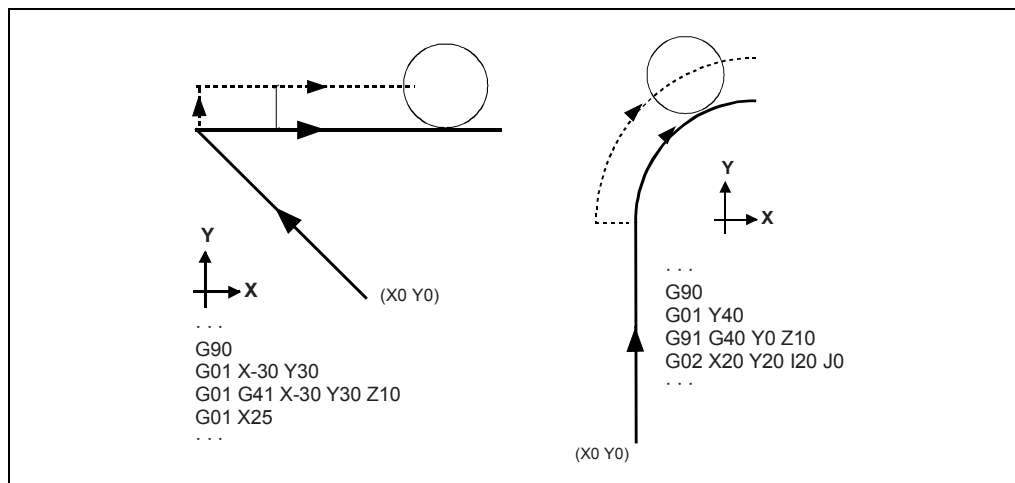 Y
X
(X0 Y0)
. . .
G90
G01 X-30 Y30
G01 G41 X-30 Y30 Z10
G01 X25
. . .
Y
X
. . .
G90
G01 Y40
G91 G40 Y0 Z10
G02 X20 Y20 I20 J0
. . .
(X0 Y0)